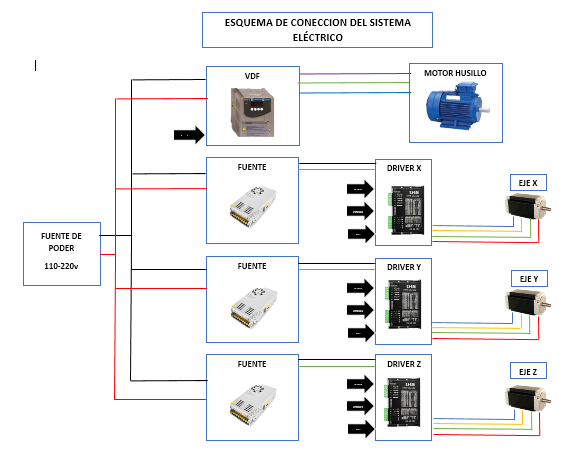 ESQUEMA DE CONECCION DEL SISTEMA
ELÉCTRICO
VDF
MOTOR HUSILLO
FUENTE
DRIVER X
EJE X
FUENTE DE
PODER
110-220v
FUENTE
DRIVER Y
EJE Y
FUENTE
DRIVER Z
EJE Z